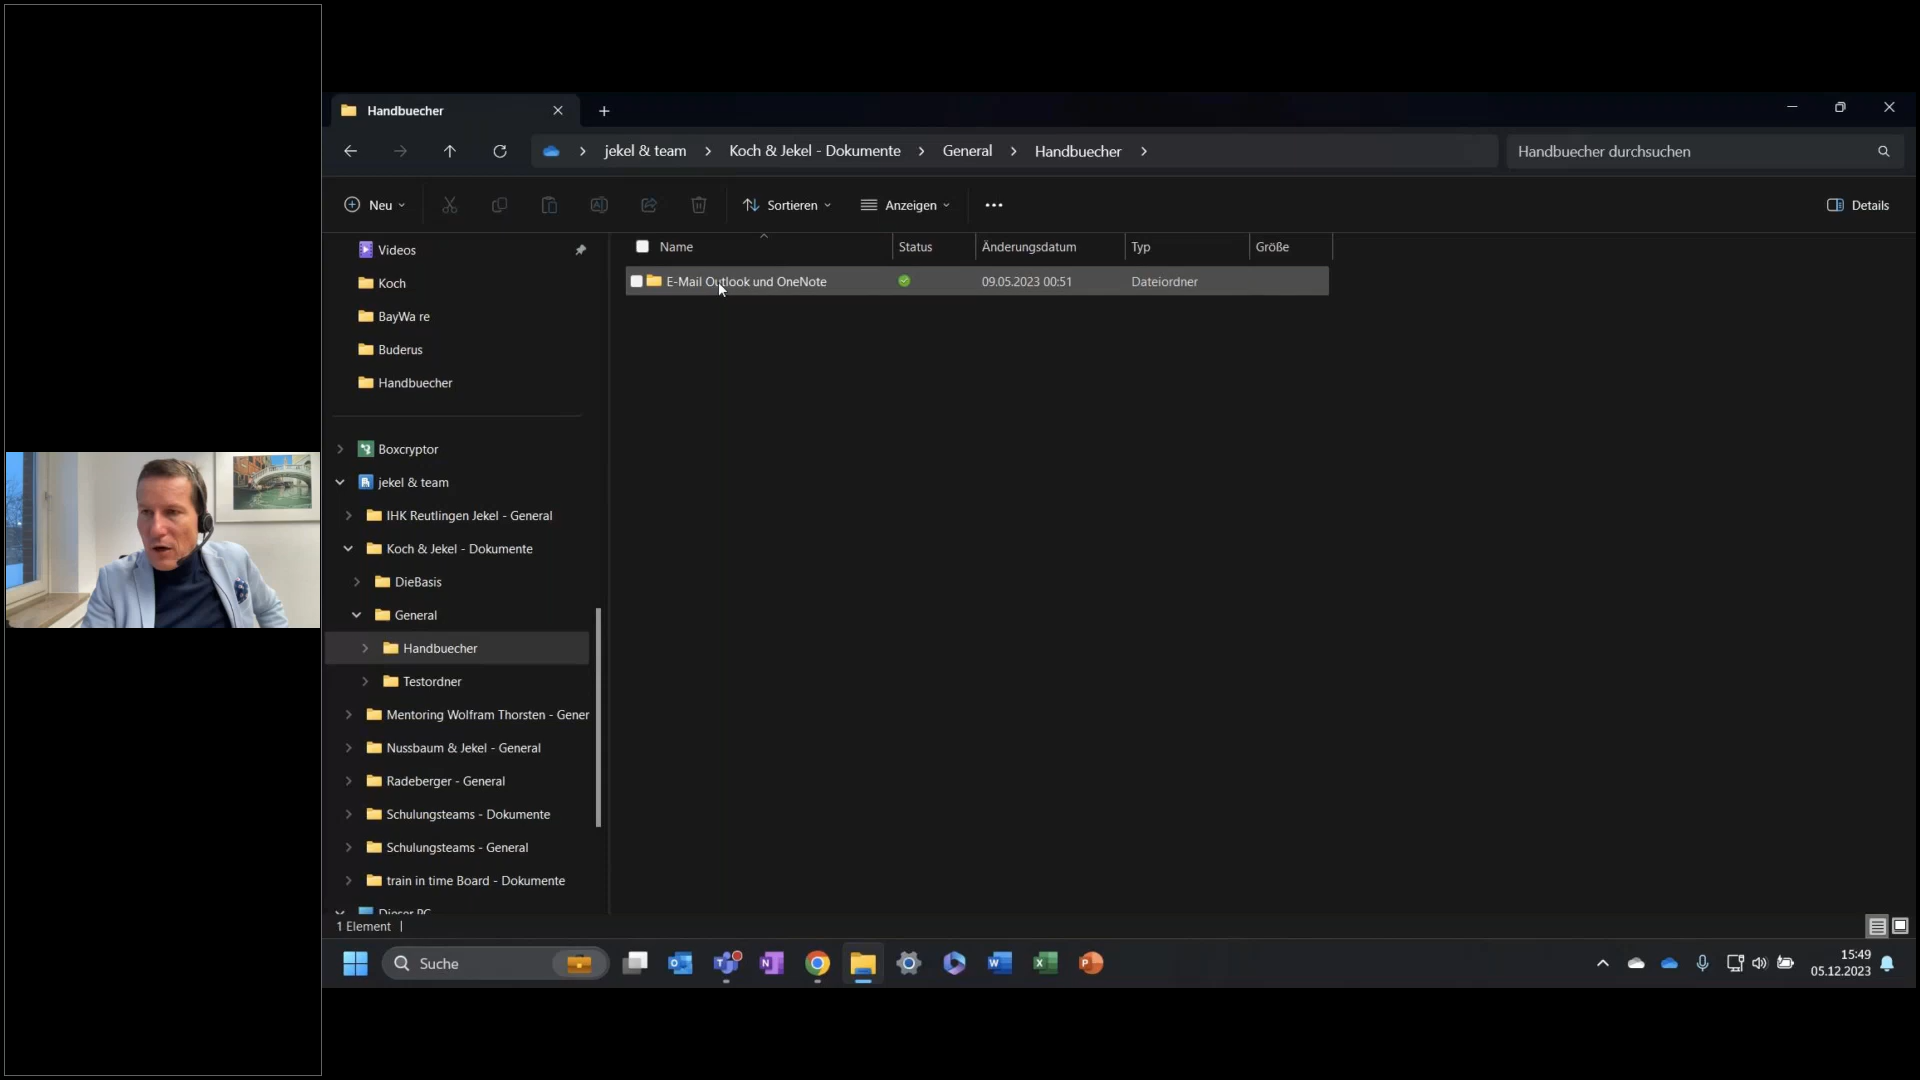 Handbuecher
jekel & team
Koch & Jekel - Dokumente
General
Handbuecher
Handbuecher durchsuchen
Neu
Sortieren
Anzeigen
Details
Videos
Koch
BayWa re
Buderus
Handbuecher
Boxcryptor
jekel & team
IHK Reutlingen Jekel - General
Koch & Jekel - Dokumente
DieBasis
General
Handbuecher
Testordner
Mentoring Wolfram Thorsten - Gener
Nussbaum & Jekel - General
Radeberger - General
Schulungsteams - Dokumente
Schulungsteams - General
train in time Board - Dokumente
Dieser PC
Name Status Änderungsdatum Typ Größe
E-Mail Outlook und OneNote 09.05.2023 00:51 Dateiordner
1 Element
Suche
15:49
05.12.2023